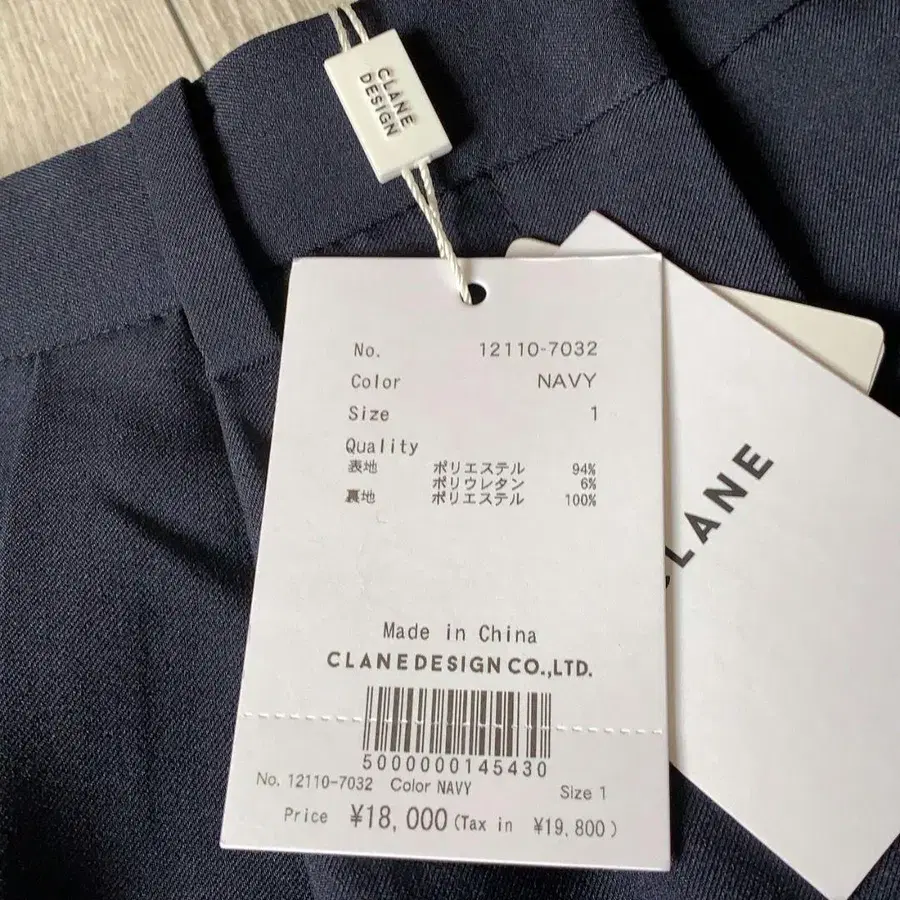 CLANE
DESIGN
No. 12110-7032
Color NAVY
Size 1
Quality
表地 ポリエステル 94%
ポリウレタン 6%
裏地 ポリエステル 100%
Made in China
CLANEDESIGN CO.,LTD.
5000000145430
No. 12110-7032 Color NAVY Size 1
Price ¥18,000 (Tax in ¥19,800)
LANE